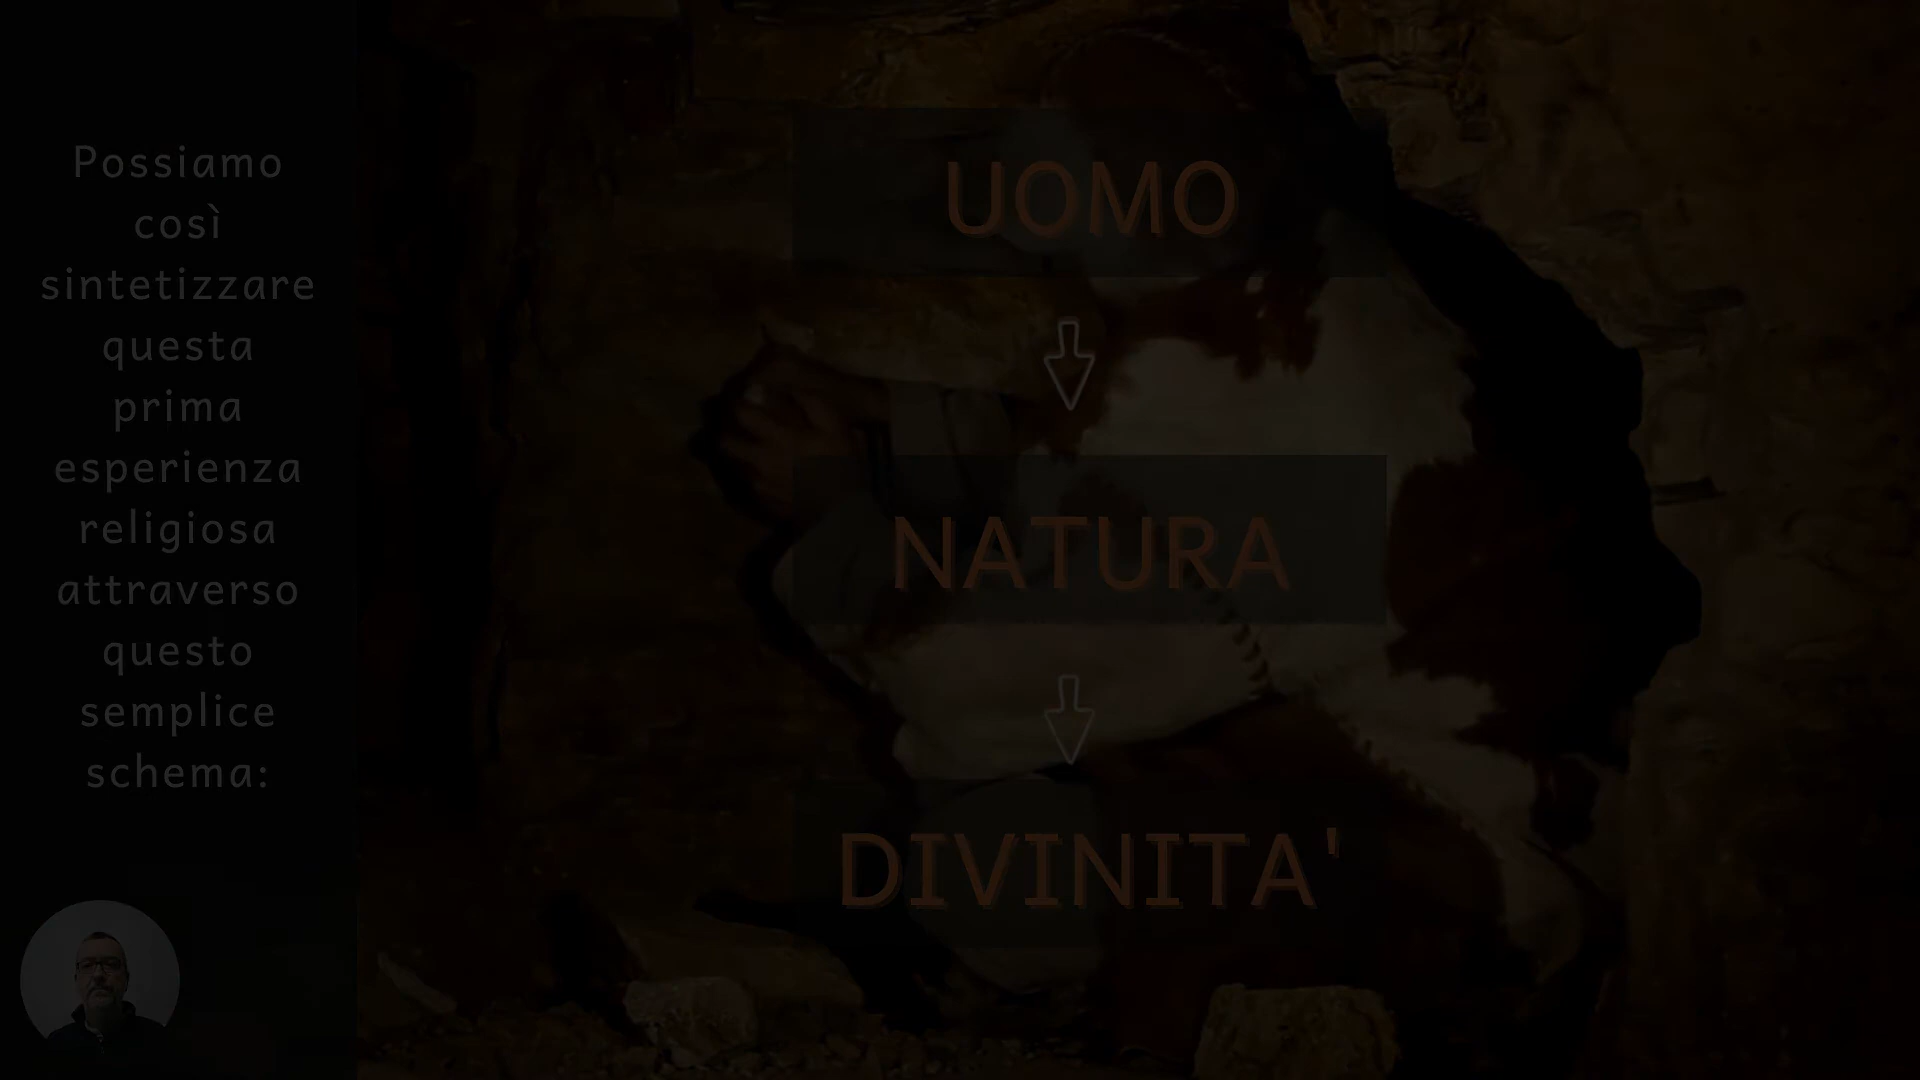 Possiamo
così
sintetizzare
questa
prima
esperienza
religiosa
attraverso
questo
semplice
schema:
UOMO
NATURA
DIVINITA'